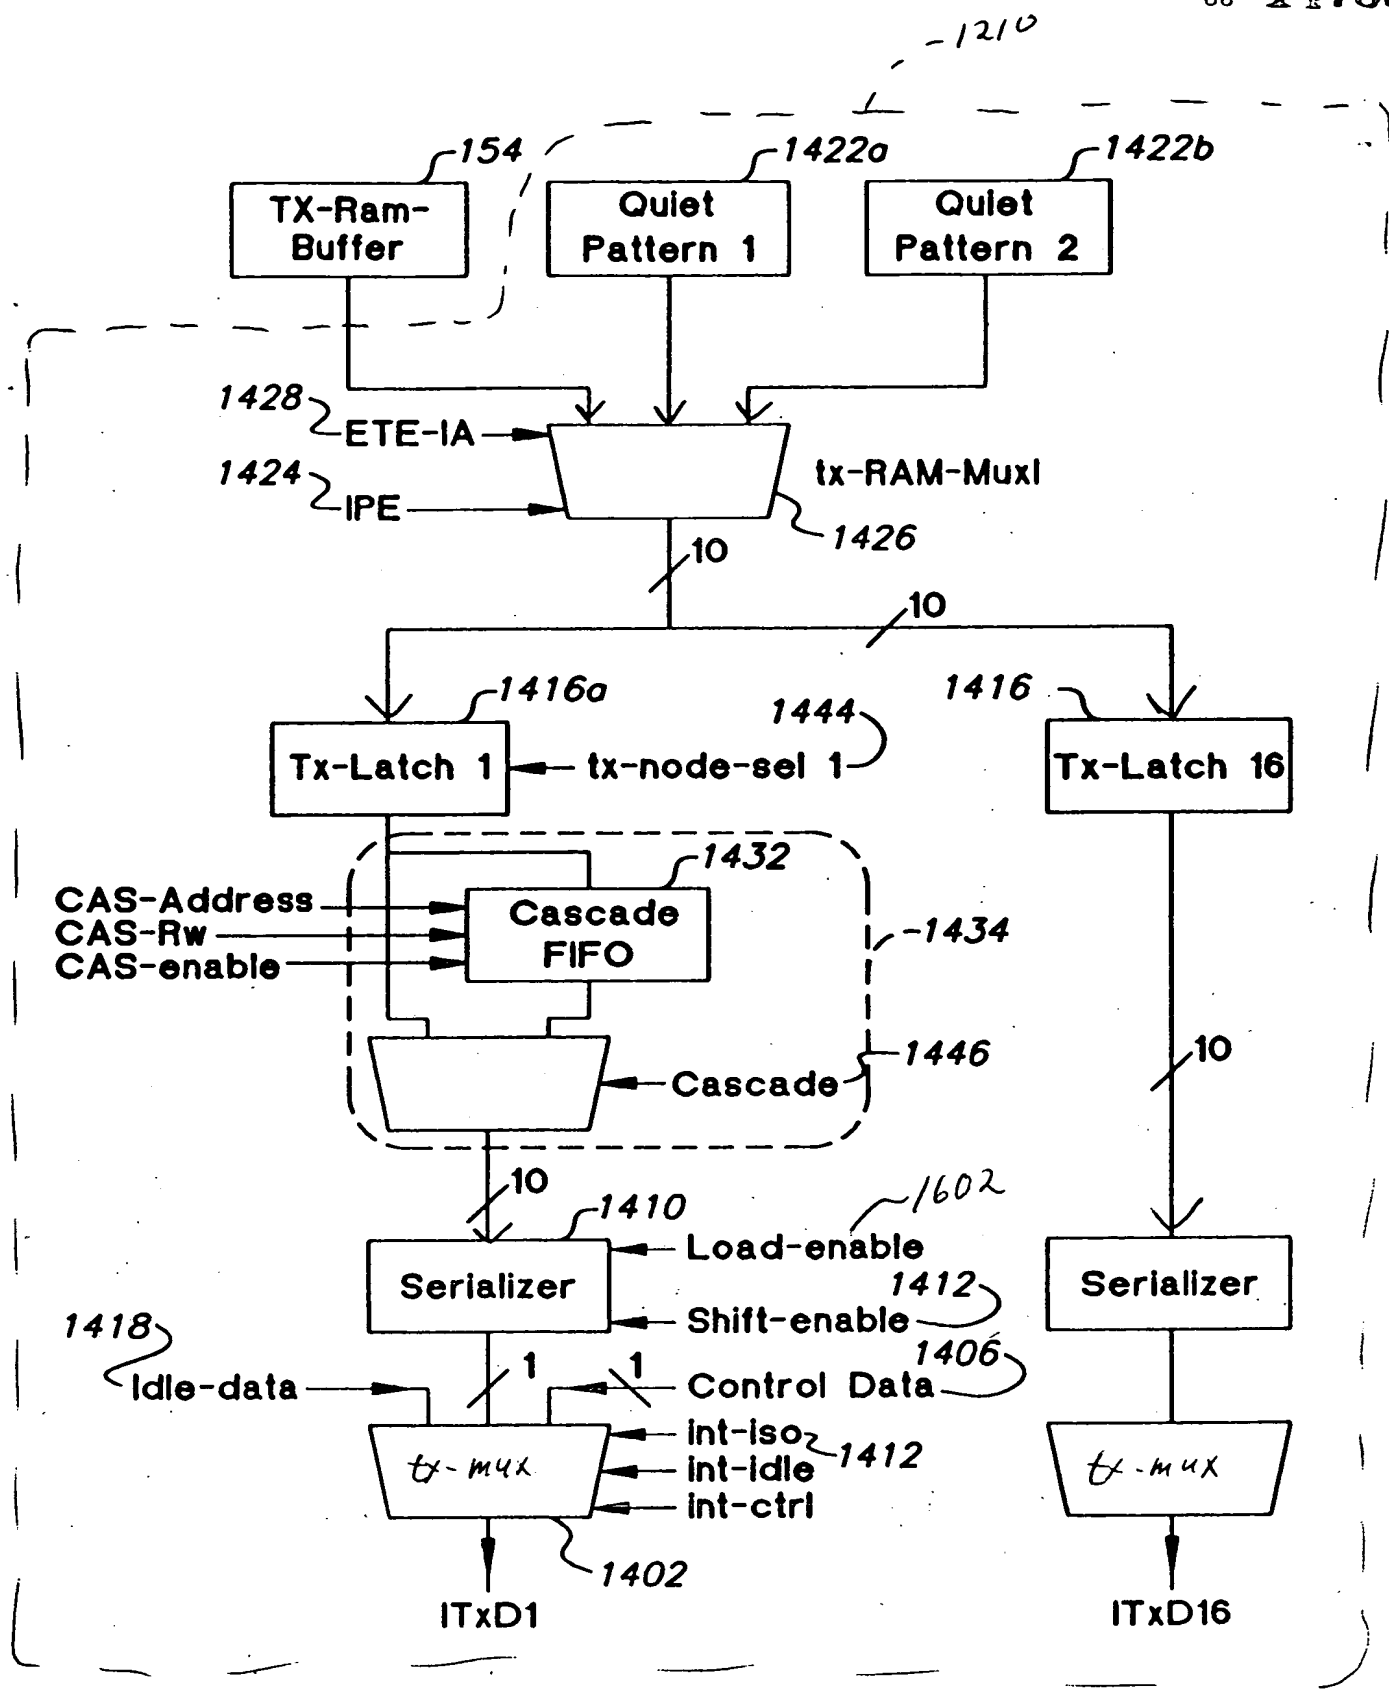 1210
154
1422a
1422b
TX-Ram-
Buffer
Quiet
Pattern 1
Quiet
Pattern 2
1428
ETE-IA
1424
IPE
tx-RAM-MuxI
1426
10
10
1416a
1416
1444
Tx-Latch 1
tx-node-sel 1
Tx-Latch 16
1432
CAS-Address
CAS-Rw
CAS-enable
Cascade
FIFO
1434
1446
Cascade
10
10
1410
1602
Load-enable
Serializer
Serializer
1412
Shift-enable
1418
1406
Idle-data
1
1
Control Data
int-iso
1412
int-idle
int-ctrl
tx-mux
tx-mux
1402
ITxD1
ITxD16